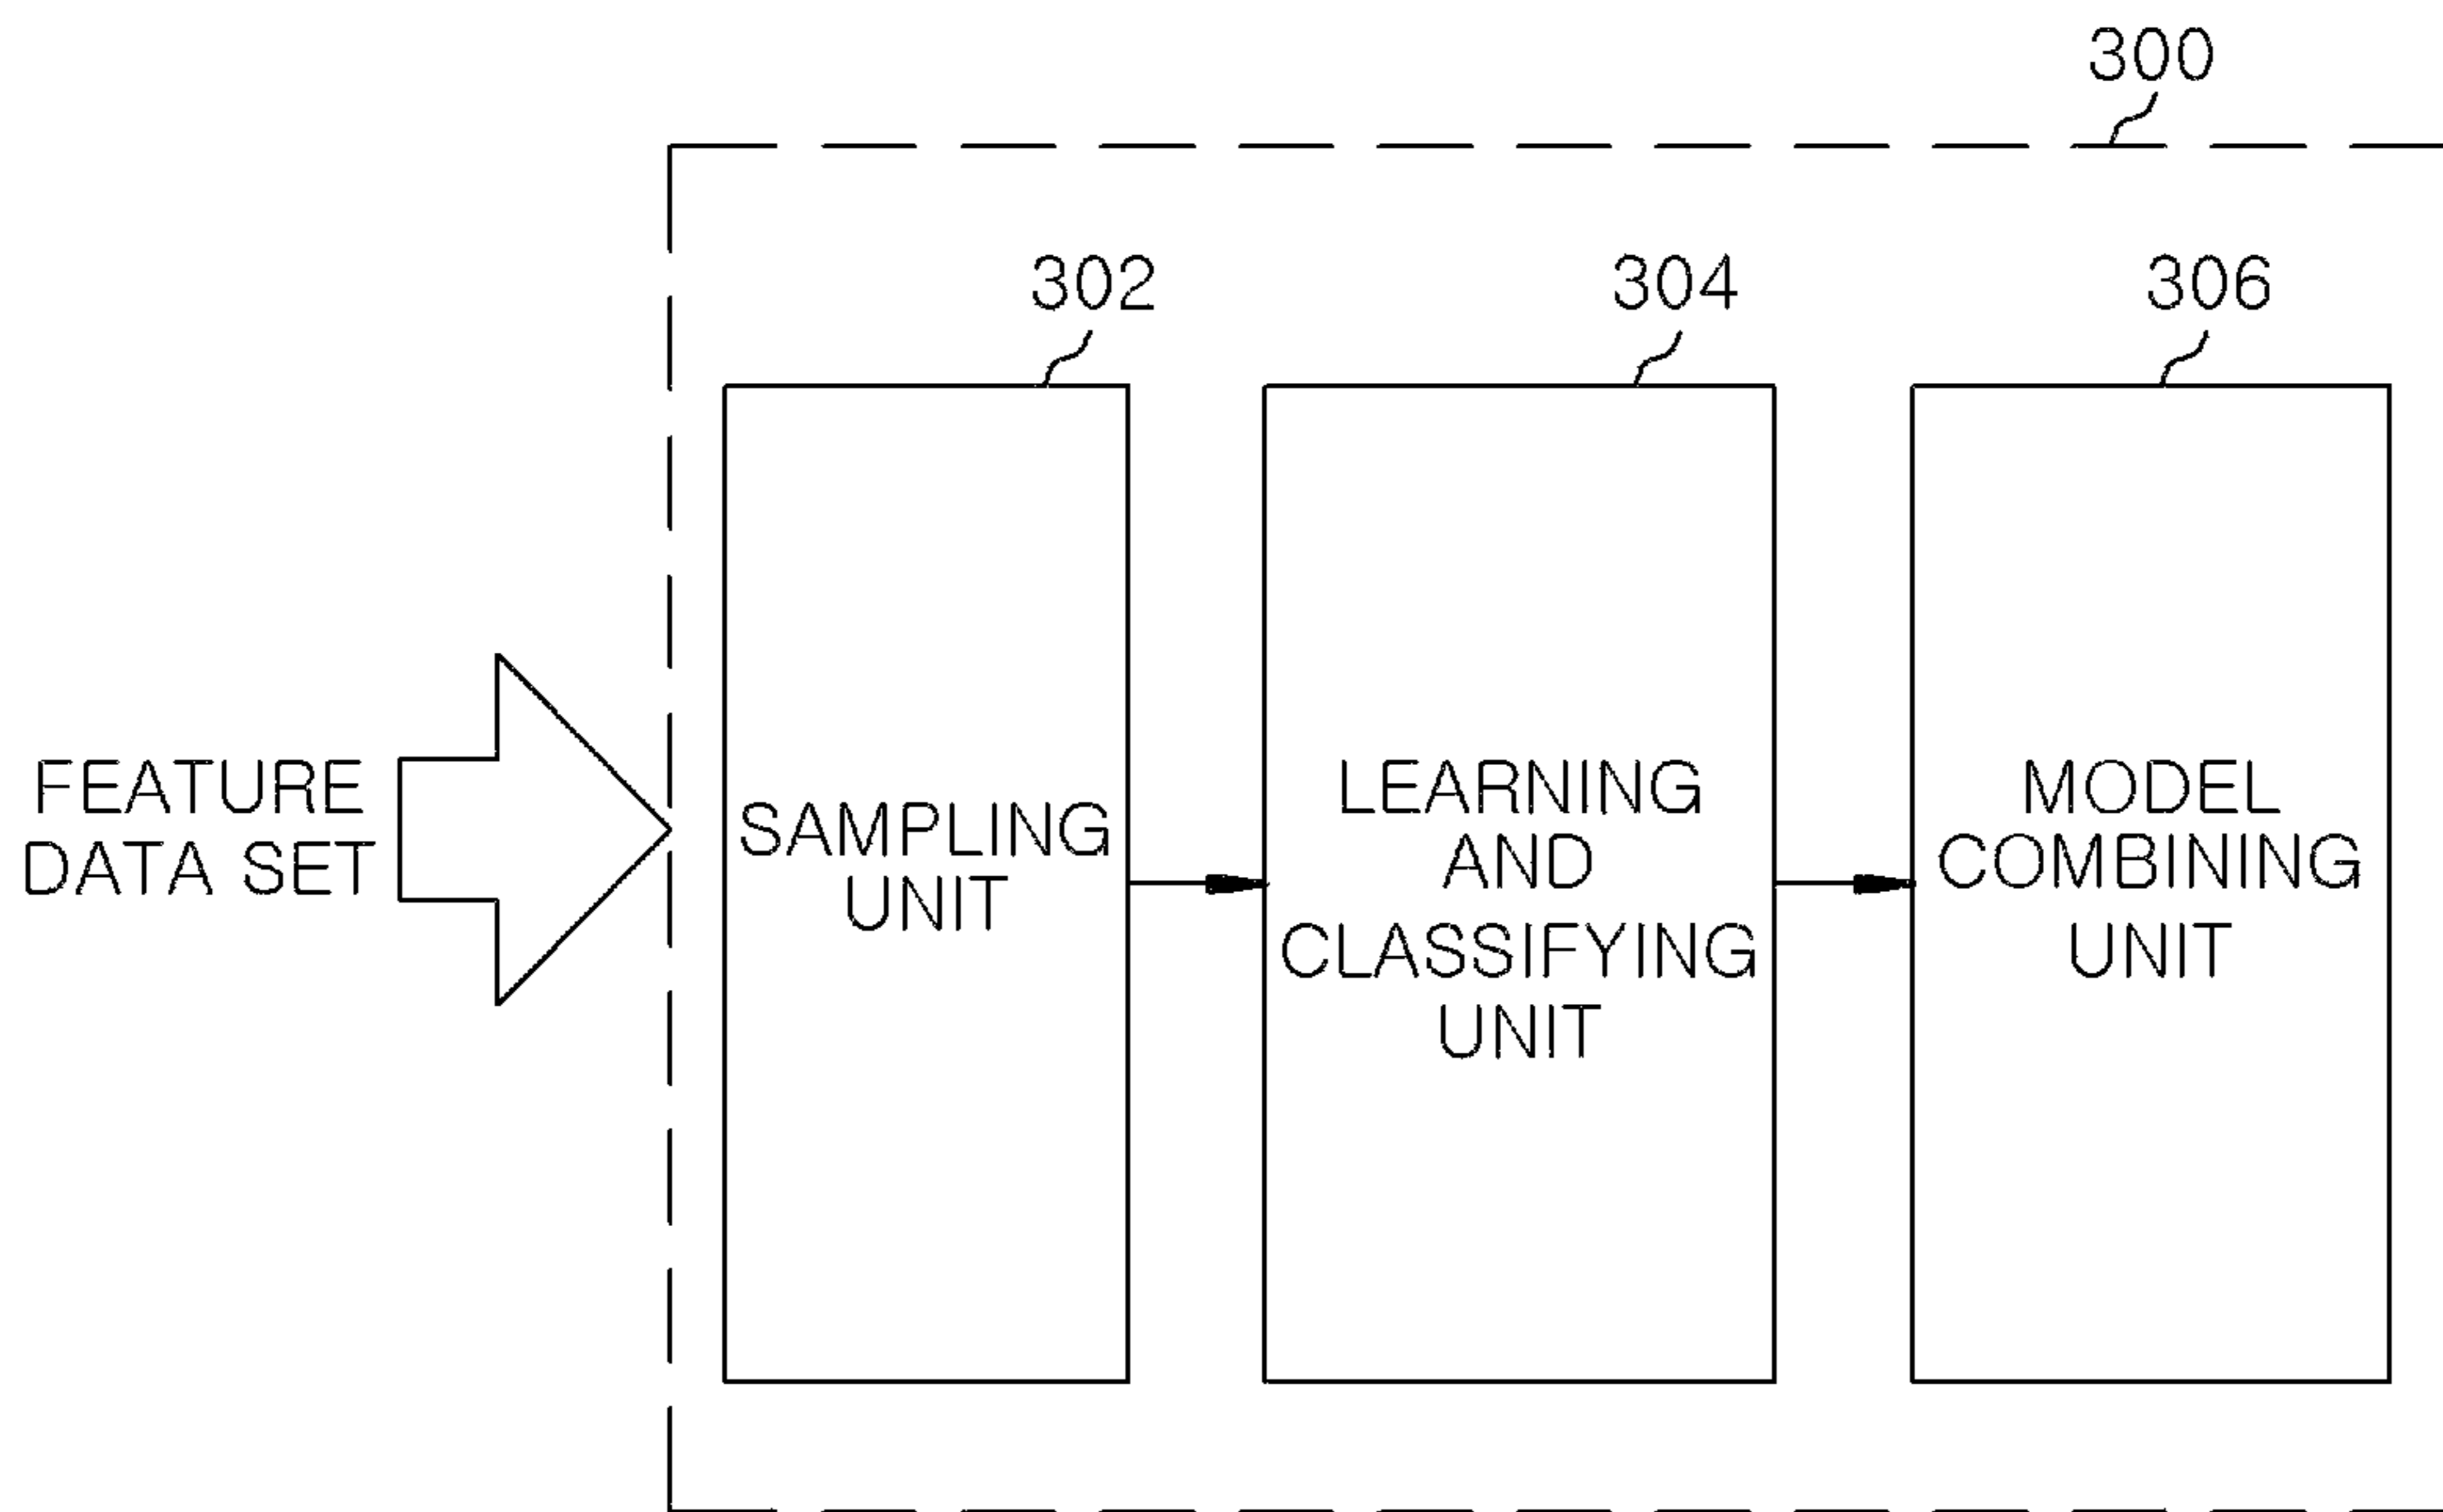 300
302
304
306
FEATURE
DATA SET
SAMPLING
UNIT
LEARNING
AND
CLASSIFYING
UNIT
MODEL
COMBINING
UNIT